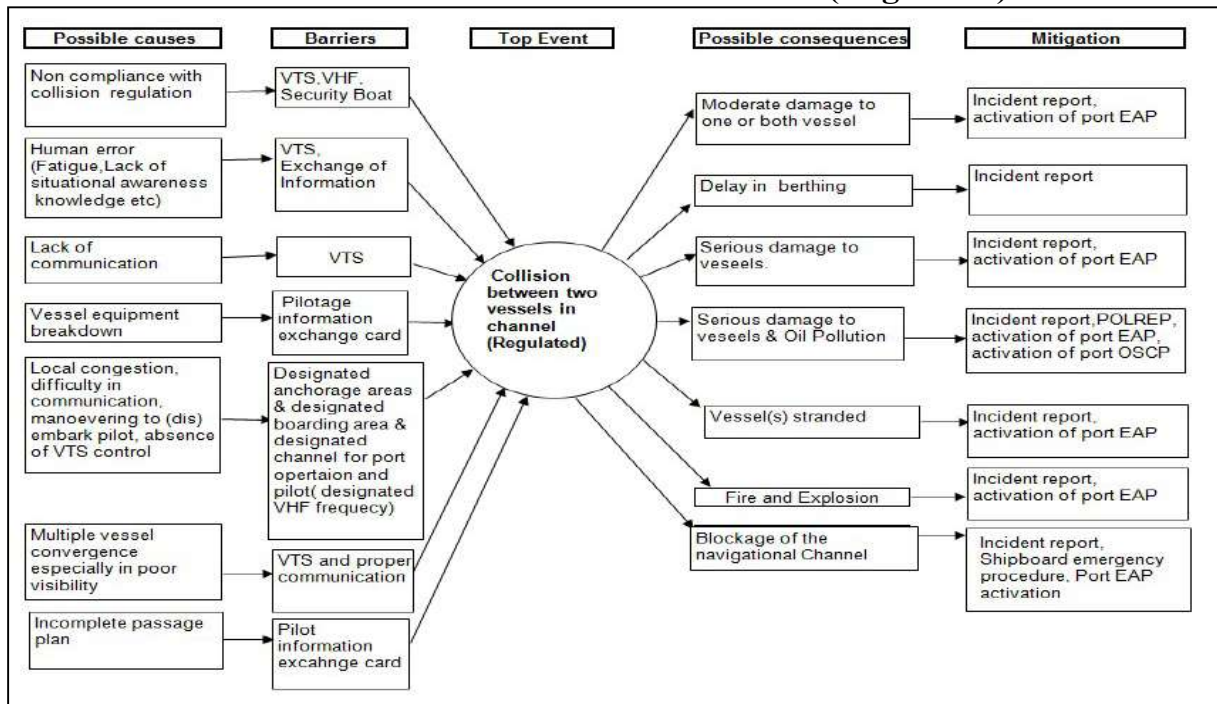 Possible causes
Barriers
Top Event
Possible consequences
Mitigation
Non compliance with
collision regulation
VTS,VHF,
Security Boat
Human error
(Fatigue,Lack of
situational awareness
knowledge etc)
VTS,
Exchange of
Information
Lack of
communication
VTS
Vessel equipment
breakdown
Pilotage
information
exchange card
Local congestion,
difficulty in
communication,
manoevering to (dis)
embark pilot, absence
of VTS control
Designated
anchorage areas
& designated
boarding area &
designated
channel for port
opertaion and
pilot( designated
VHF frequecy)
Multiple vessel
convergence
especially in poor
visibility
VTS and proper
communication
Incomplete passage
plan
Pilot
information
excahnge card
Collision
between two
vessels in
channel
(Regulated)
Moderate damage to
one or both vessel
Incident report,
activation of port EAP
Delay in berthing
Incident report
Serious damage to
veseels.
Incident report,
activation of port EAP
Serious damage to
veseels & Oil Pollution
Incident report,POLREP,
activation of port EAP,
activation of port OSCP
Vessel(s) stranded
Incident report,
activation of port EAP
Fire and Explosion
Incident report,
activation of port EAP
Blockage of the
navigational Channel
Incident report,
Shipboard emergency
procedure, Port EAP
activation